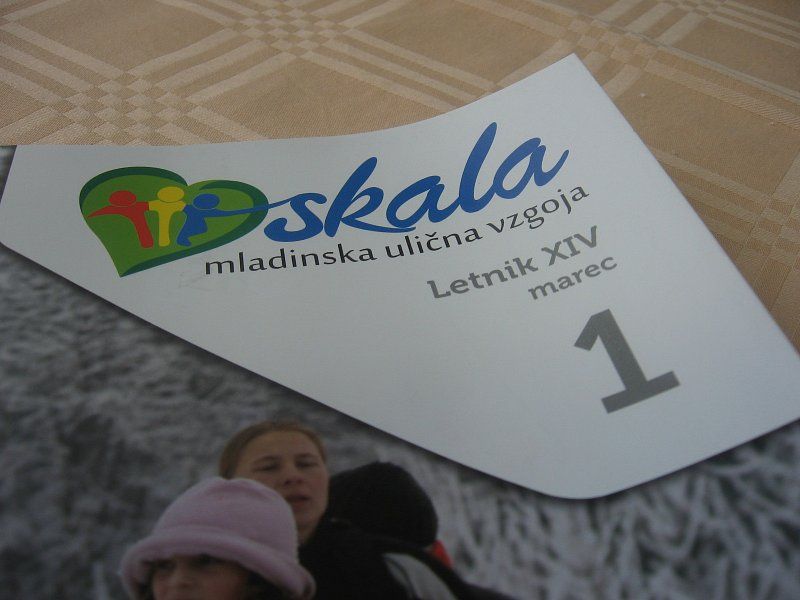 skala
mladinska ulična vzgoja
Letnik XIV
marec
1